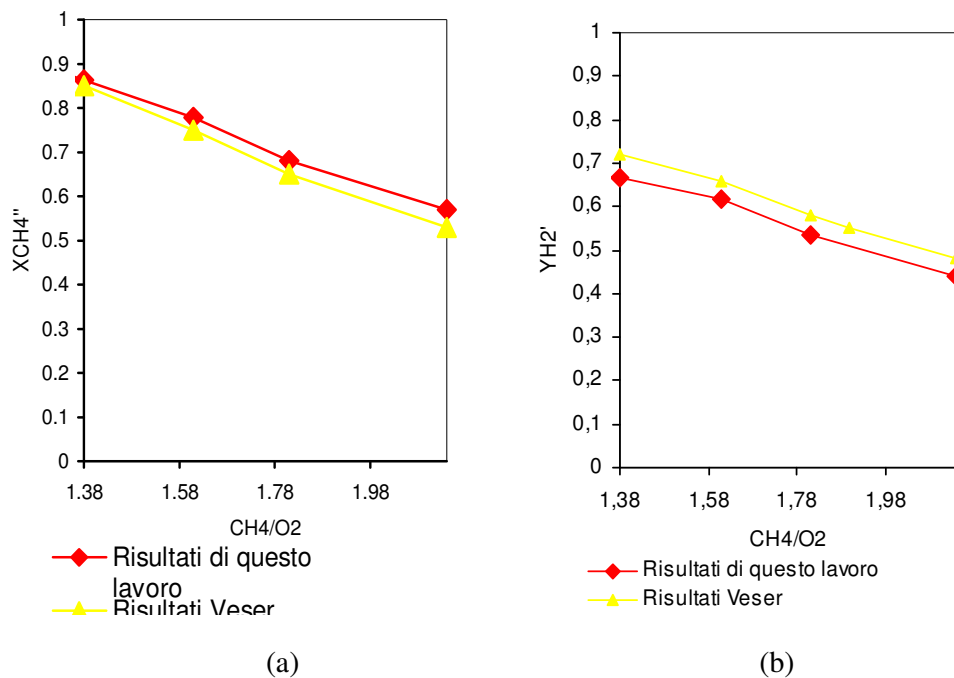 1
0.9
0.8
0.7
0.6
0.5
0.4
0.3
0.2
0.1
0
XCH4"
1.38 1.58 1.78 1.98
CH4/O2
Risultati di questo
lavoro
Risultati Veser
(a)
1
0,9
0,8
0,7
0,6
0,5
0,4
0,3
0,2
0,1
0
YH2'
1,38 1,58 1,78 1,98
CH4/O2
Risultati di questo lavoro
Risultati Veser
(b)